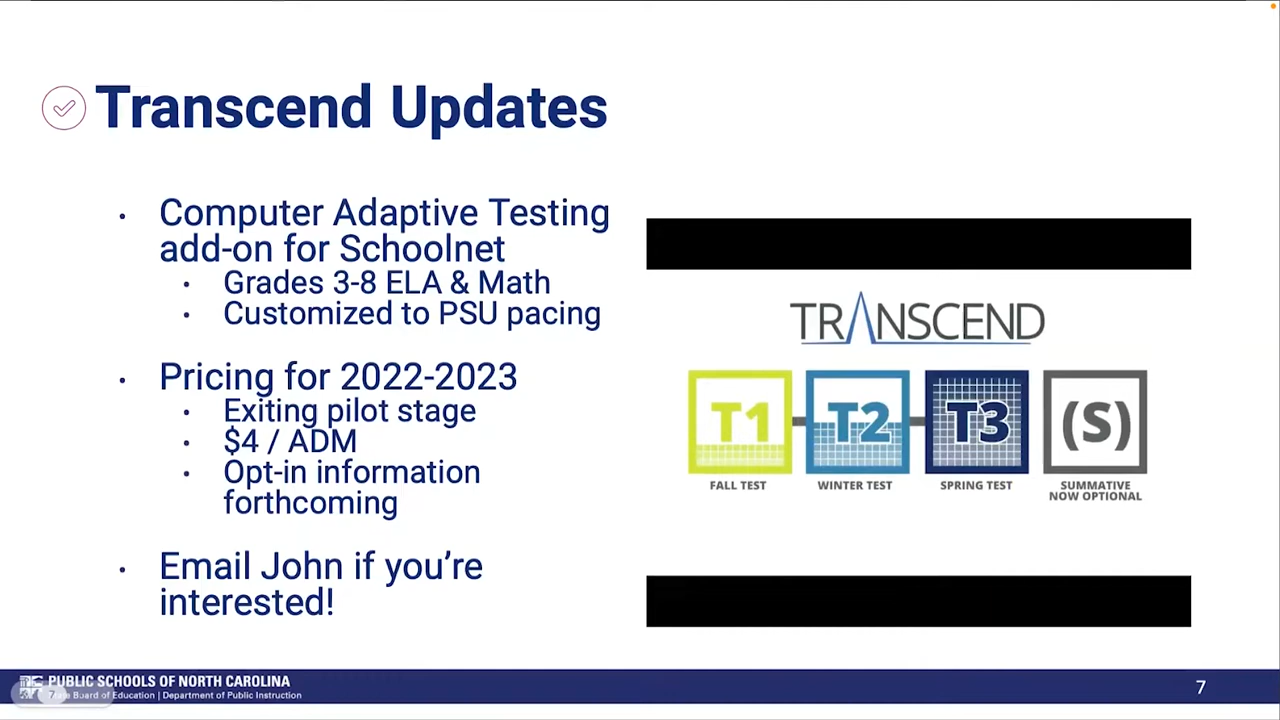 Transcend Updates
• Computer Adaptive Testing
add-on for Schoolnet
• Grades 3-8 ELA & Math
• Customized to PSU pacing
• Pricing for 2022-2023
• Exiting pilot stage
• $4 / ADM
• Opt-in information
forthcoming
• Email John if you’re
interested!
TRANSCEND
T1 T2 T3 (S)
FALL TEST WINTER TEST SPRING TEST SUMMATIVE
NOW OPTIONAL
PUBLIC SCHOOLS OF NORTH CAROLINA
State Board of Education | Department of Public Instruction
7